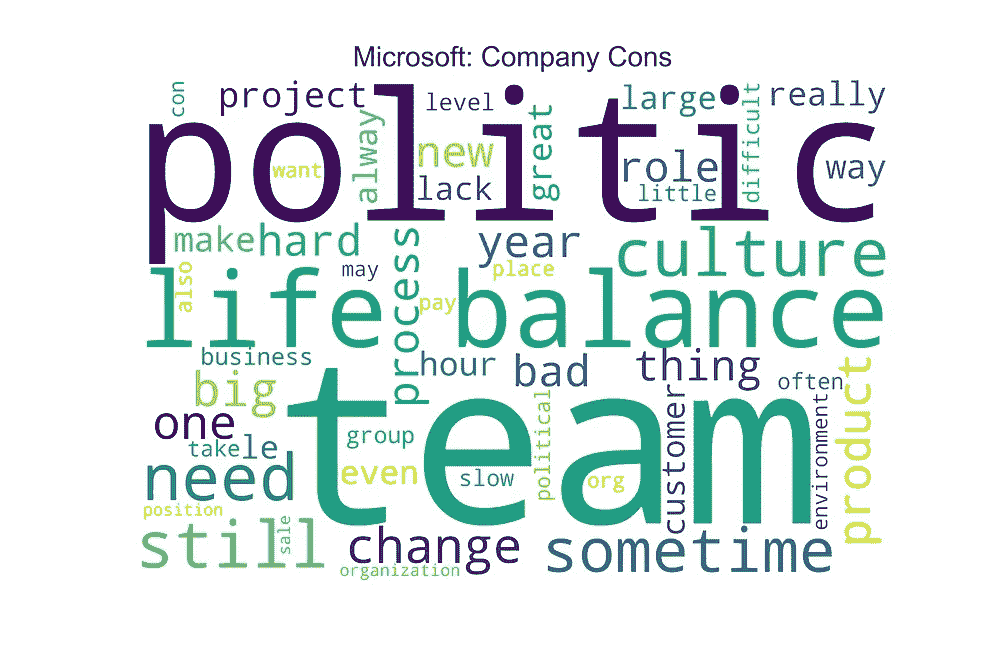 Microsoft: Company Cons
con
project
level
large
difficult
really
politic
want
alway
new
lack
great
role
little
way
make
hard
process
year
culture
also
may
place
life balance
pay
business
hour
bad
thing
often
product
big
team
one
group
political
customer
environment
take
le
need
even
slow
org
position
still
sale
change
sometime
organization